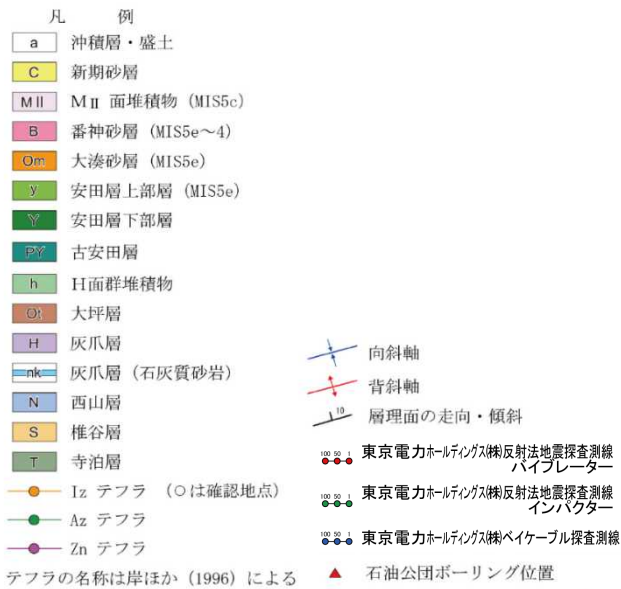 凡 例
a 沖積層・盛土
C 新期砂層
MⅡ MⅡ 面堆積物 (MIS5c)
B 番神砂層 (MIS5e～4)
Om 大湊砂層 (MIS5e)
y 安田層上部層 (MIS5e)
Y 安田層下部層
PY 古安田層
h H面群堆積物
Ot 大坪層
H 灰爪層
nk 灰爪層 (石灰質砂岩)
N 西山層
S 椎谷層
T 寺泊層
Iz テフラ (○は確認地点)
Az テフラ
Zn テフラ
テフラの名称は岸ほか (1996) による
向斜軸
背斜軸
10 層理面の走向・傾斜
100 50 1 東京電力ホールディングス㈱反射法地震探査測線
バイブレーター
100 50 1 東京電力ホールディングス㈱反射法地震探査測線
インパクター
100 50 1 東京電力ホールディングス㈱ベイケーブル探査測線
石油公団ボーリング位置